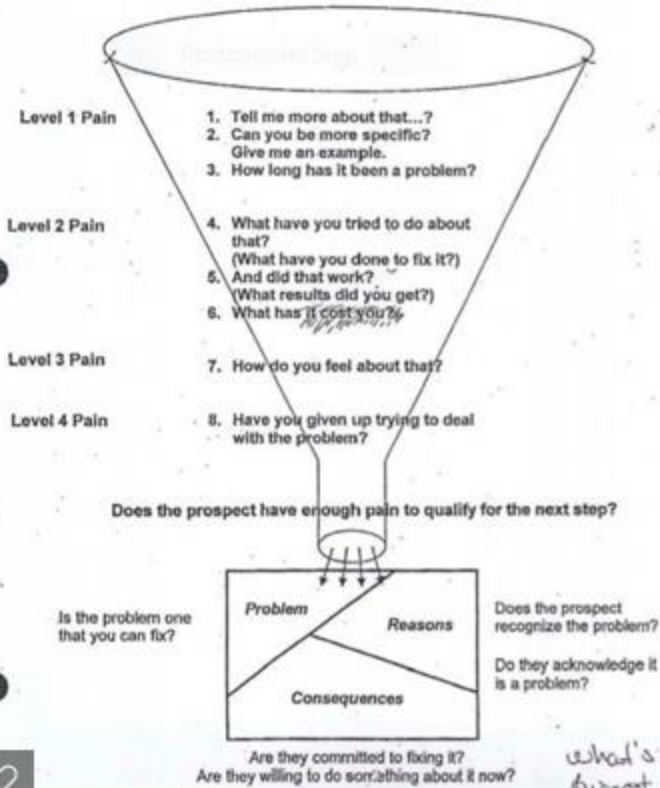 Level 1 Pain
1. Tell me more about that...?
2. Can you be more specific?
Give me an example.
3. How long has it been a problem?
Level 2 Pain
4. What have you tried to do about
that?
(What have you done to fix it?)
5. And did that work?
(What results did you get?)
6. What has it cost you?
Level 3 Pain
7. How do you feel about that?
Level 4 Pain
8. Have you given up trying to deal
with the problem?
Does the prospect have enough pain to qualify for the next step?
Is the problem one
that you can fix?
Problem
Reasons
Consequences
Does the prospect
recognize the problem?
Do they acknowledge it
is a problem?
Are they committed to fixing it?
Are they willing to do something about it now?
what's